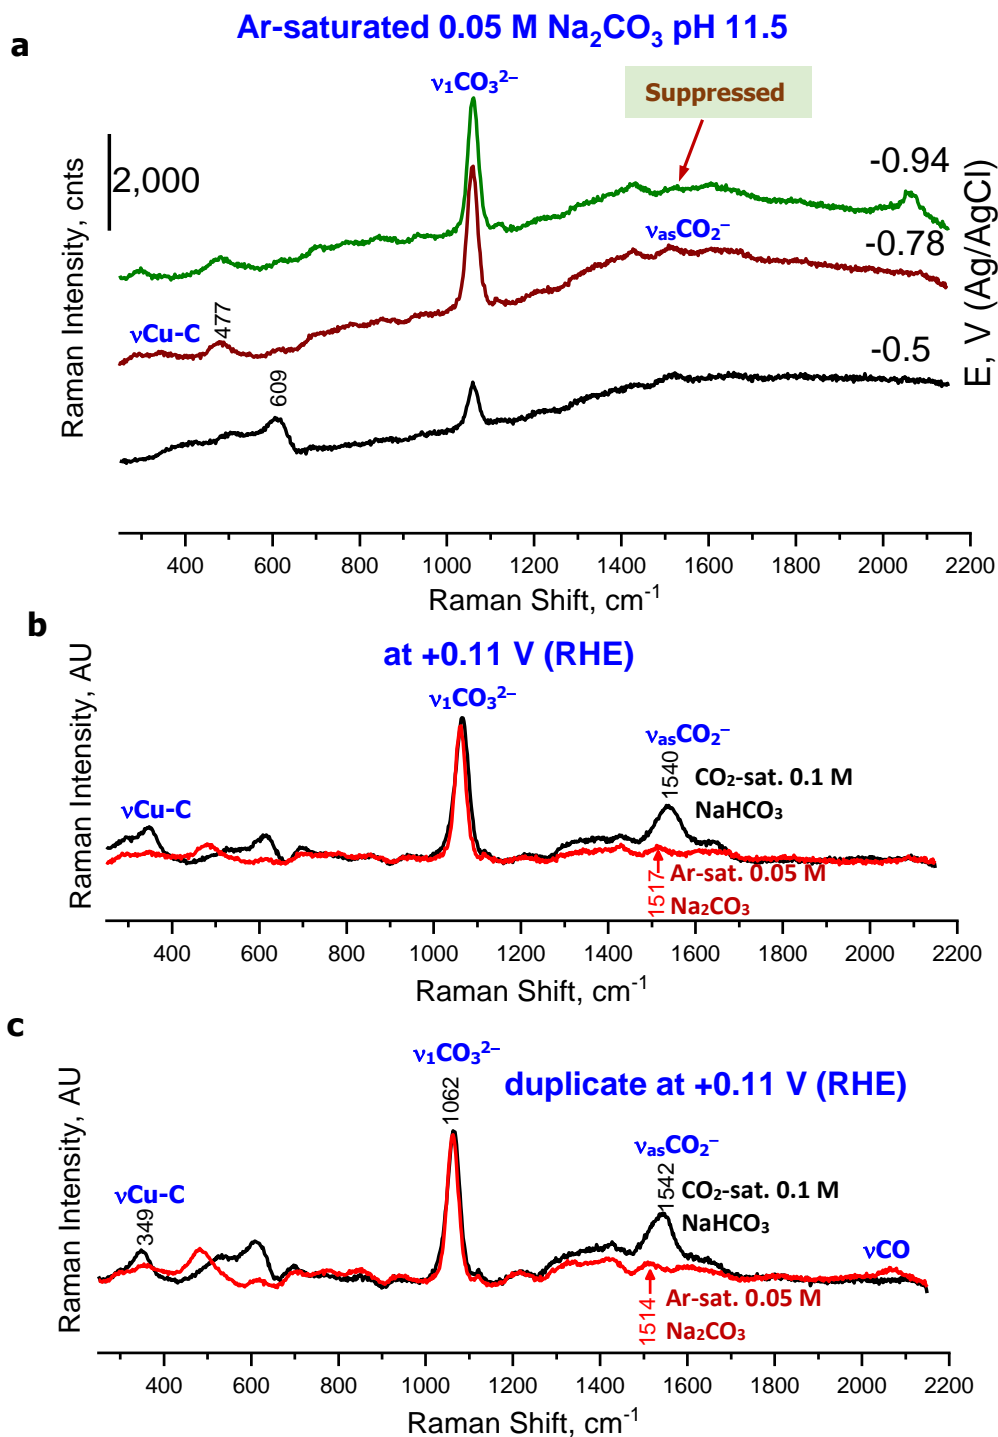 Ar-saturated 0.05 M Na₂CO₃ pH 11.5
a
ν₁CO₃²⁻
Suppressed
2,000
-0.94
νasCO₂⁻
-0.78
νCu-C
477
-0.5
609
Raman Intensity, cnts
E, V (Ag/AgCl)
400 600 800 1000 1200 1400 1600 1800 2000 2200
Raman Shift, cm⁻¹
b
at +0.11 V (RHE)
ν₁CO₃²⁻
νasCO₂⁻
1540
CO₂-sat. 0.1 M
NaHCO₃
νCu-C
1517
Ar-sat. 0.05 M
Na₂CO₃
Raman Intensity, AU
400 600 800 1000 1200 1400 1600 1800 2000 2200
Raman Shift, cm⁻¹
c
ν₁CO₃²⁻
1062
duplicate at +0.11 V (RHE)
νasCO₂⁻
1542
CO₂-sat. 0.1 M
NaHCO₃
νCu-C
349
νCO
1514
Ar-sat. 0.05 M
Na₂CO₃
Raman Intensity, AU
400 600 800 1000 1200 1400 1600 1800 2000 2200
Raman Shift, cm⁻¹